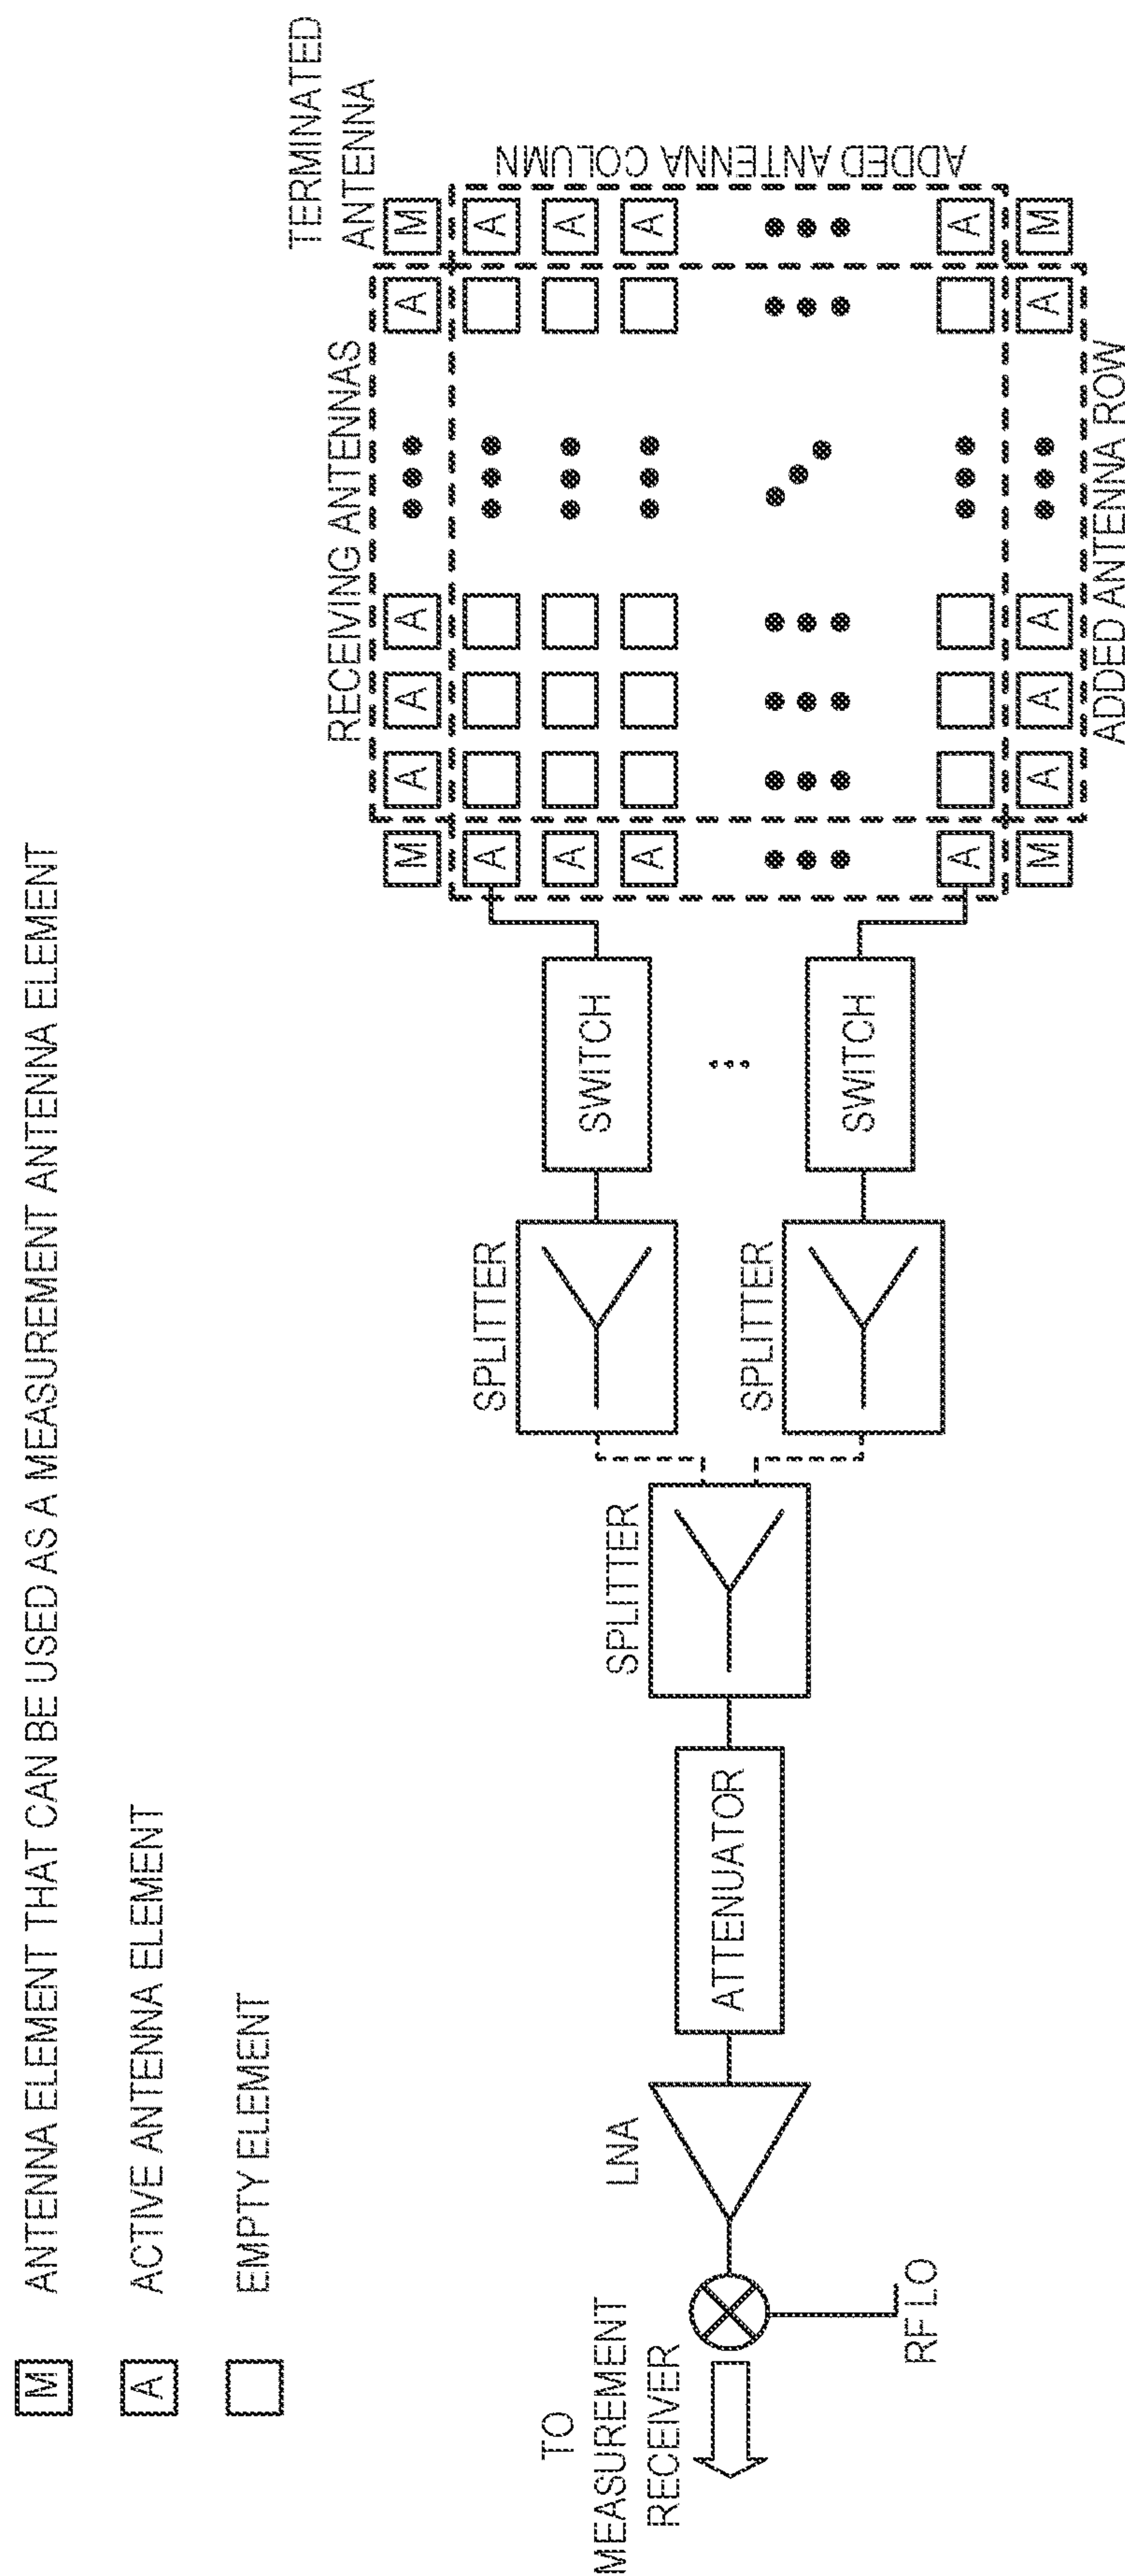 M ANTENNA ELEMENT THAT CAN BE USED AS A MEASUREMENT ANTENNA ELEMENT
A ACTIVE ANTENNA ELEMENT
EMPTY ELEMENT
TERMINATED
ANTENNA
RECEIVING ANTENNAS
M A A A A M
A A
A A
A A
A A
M A A A A M
ADDED ANTENNA COLUMN
ADDED ANTENNA ROW
SWITCH
SWITCH
SPLITTER
SPLITTER
SPLITTER
ATTENUATOR
LNA
RF LO
TO
MEASUREMENT
RECEIVER